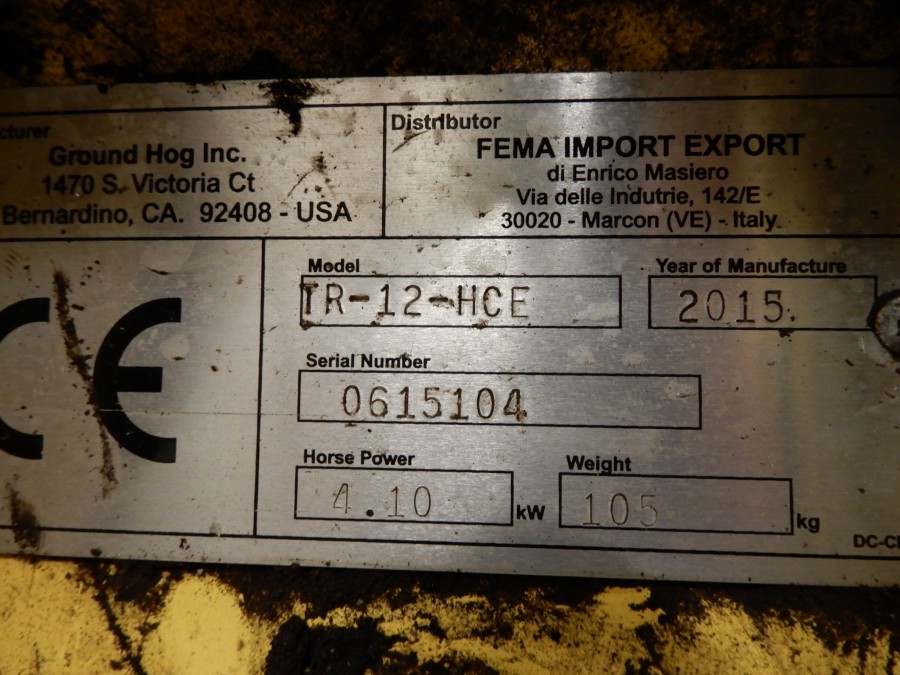 cturer
Ground Hog Inc.
1470 S. Victoria Ct
Bernardino, CA. 92408 - USA
Distributor
FEMA IMPORT EXPORT
di Enrico Masiero
Via delle Indutrie, 142/E
30020 - Marcon (VE) - Italy
CE
Model
TR-12-HCE
Year of Manufacture
2015.
Serial Number
0615104
Horse Power
4.10 kW
Weight
105 kg